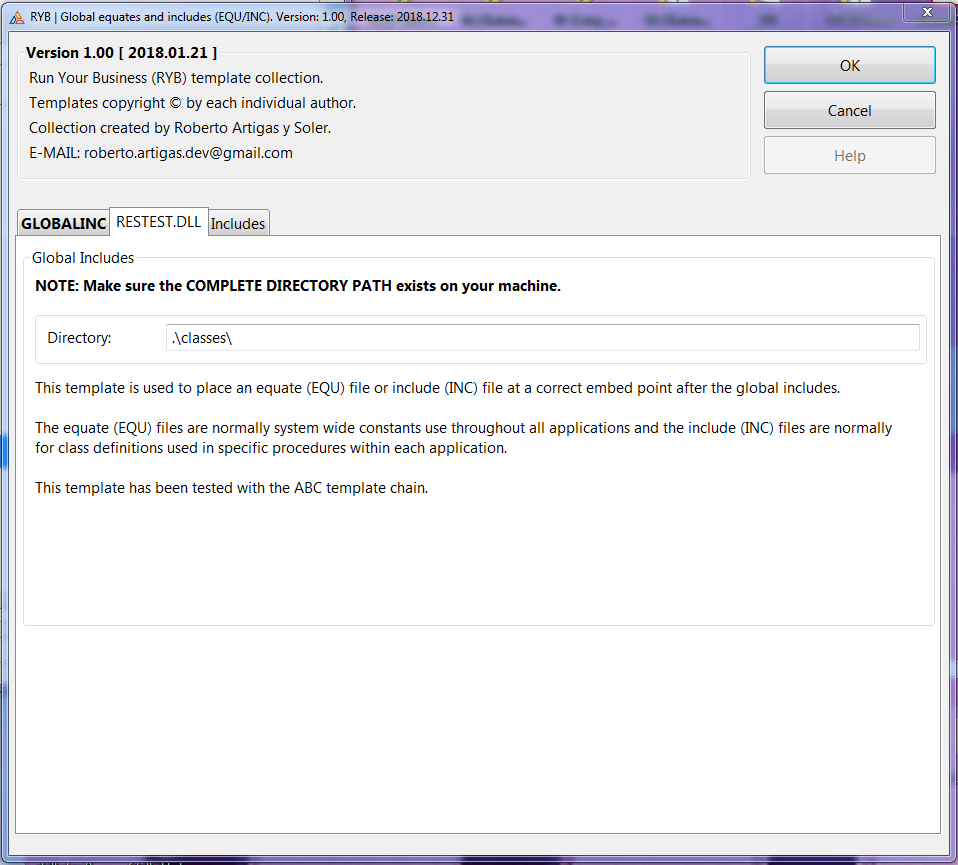 RYB | Global equates and includes (EQU/INC). Version: 1.00, Release: 2018.12.31
Version 1.00 [ 2018.01.21 ]
Run Your Business (RYB) template collection.
Templates copyright © by each individual author.
Collection created by Roberto Artigas y Soler.
E-MAIL: roberto.artigas.dev@gmail.com
OK
Cancel
Help
GLOBALINC RESTEST.DLL Includes
Global Includes
NOTE: Make sure the COMPLETE DIRECTORY PATH exists on your machine.
Directory: .\classes\
This template is used to place an equate (EQU) file or include (INC) file at a correct embed point after the global includes.
The equate (EQU) files are normally system wide constants use throughout all applications and the include (INC) files are normally
for class definitions used in specific procedures within each application.
This template has been tested with the ABC template chain.